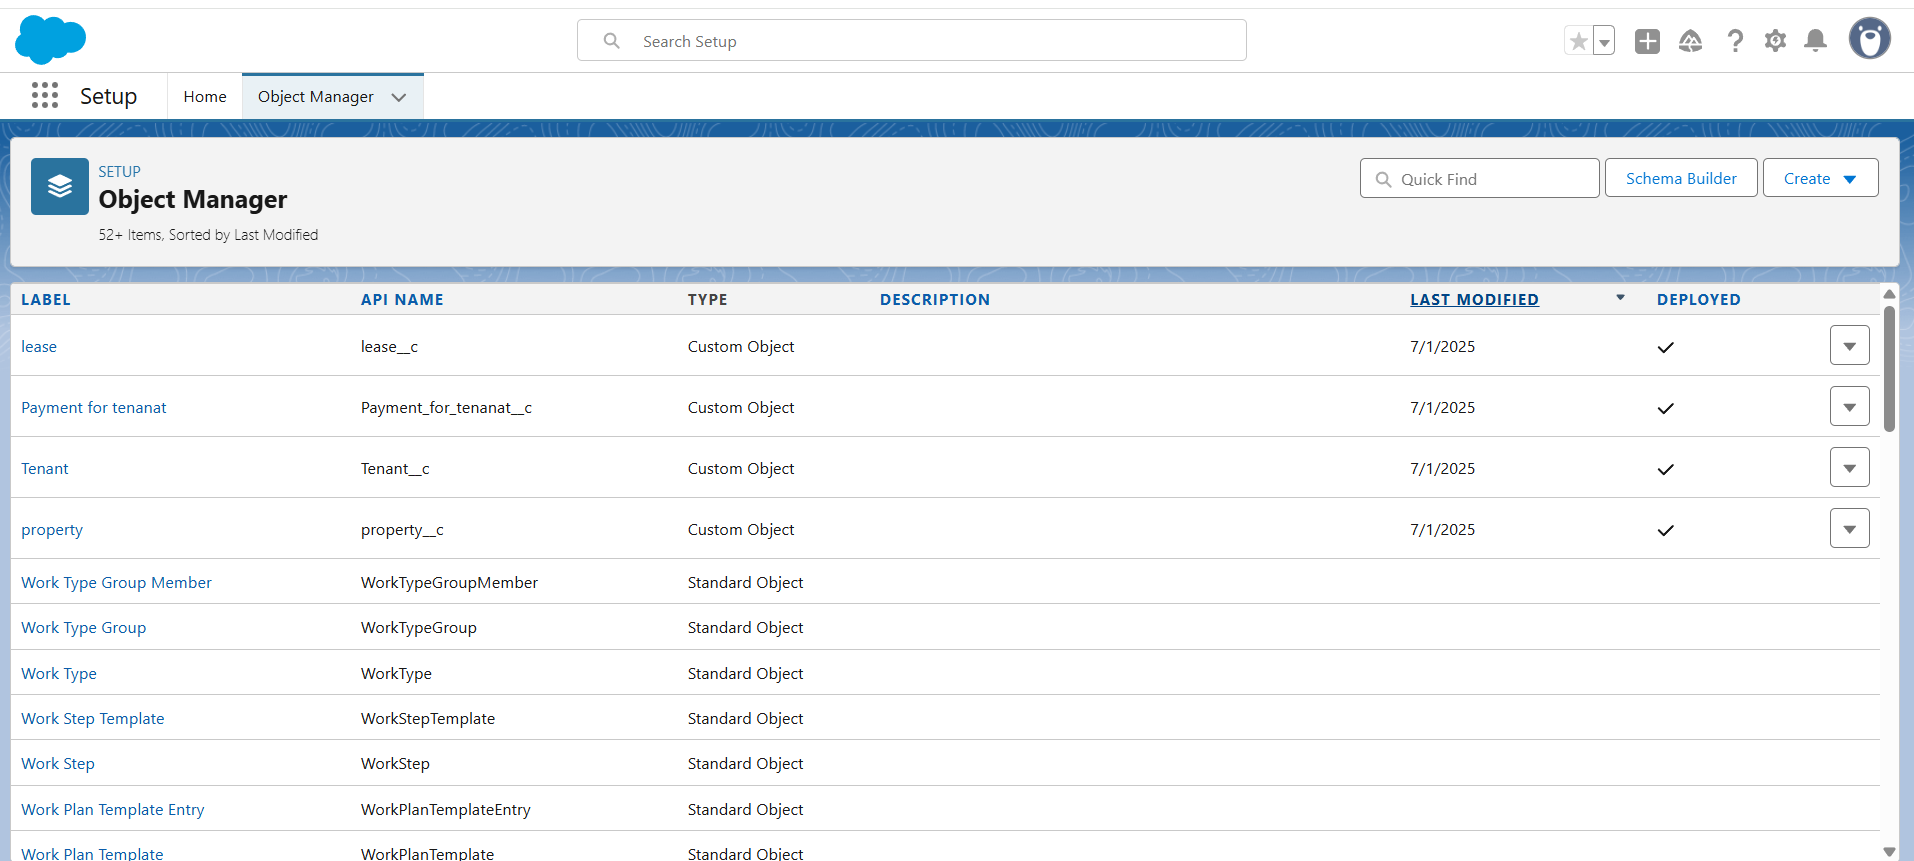 Search Setup
Setup
Home
Object Manager
SETUP
Object Manager
52+ Items, Sorted by Last Modified
Quick Find
Schema Builder
Create
LABEL API NAME TYPE DESCRIPTION LAST MODIFIED DEPLOYED
lease lease__c Custom Object 7/1/2025
Payment for tenanat Payment_for_tenanat__c Custom Object 7/1/2025
Tenant Tenant__c Custom Object 7/1/2025
property property__c Custom Object 7/1/2025
Work Type Group Member WorkTypeGroupMember Standard Object
Work Type Group WorkTypeGroup Standard Object
Work Type WorkType Standard Object
Work Step Template WorkStepTemplate Standard Object
Work Step WorkStep Standard Object
Work Plan Template Entry WorkPlanTemplateEntry Standard Object
Work Plan Template WorkPlanTemplate Standard Object